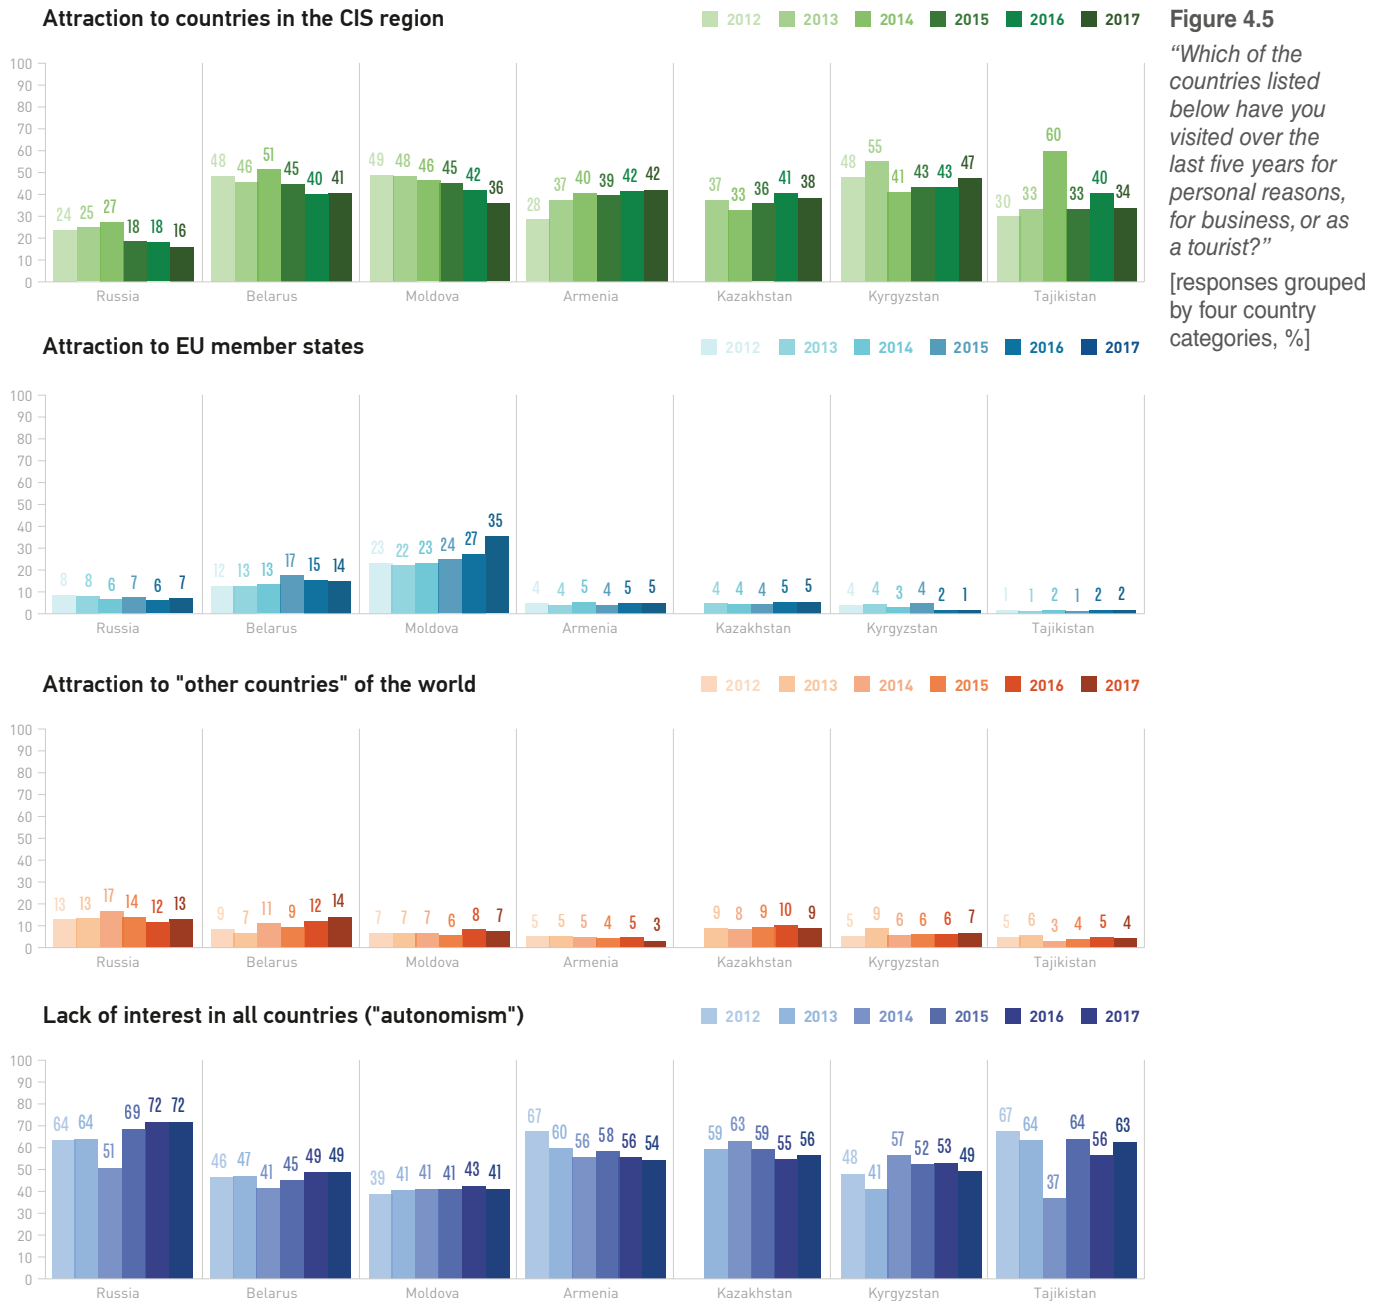 Attraction to countries in the CIS region
2012 2013 2014 2015 2016 2017
100
90
80
70
60
50
40
30
20
10
0
24 25 27 18 18 16
48 46 51 45 40 41
49 48 46 45 42 36
28 37 40 39 42 42
37 33 36 41 38
48 55 41 43 43 47
30 33 60 33 40 34
Russia Belarus Moldova Armenia Kazakhstan Kyrgyzstan Tajikistan
Figure 4.5
“Which of the
countries listed
below have you
visited over the
last five years for
personal reasons,
for business, or as
a tourist?”
[responses grouped
by four country
categories, %]
Attraction to EU member states
2012 2013 2014 2015 2016 2017
100
90
80
70
60
50
40
30
20
10
0
8 8 6 7 6 7
12 13 13 17 15 14
23 22 23 24 27 35
4 4 5 4 5 5
4 4 4 5 5
4 4 3 4 2 1
1 1 2 1 2 2
Russia Belarus Moldova Armenia Kazakhstan Kyrgyzstan Tajikistan
Attraction to "other countries" of the world
2012 2013 2014 2015 2016 2017
100
90
80
70
60
50
40
30
20
10
0
13 13 17 14 12 13
9 7 11 9 12 14
7 7 7 6 8 7
5 5 5 4 5 3
9 8 9 10 9
5 9 6 6 6 7
5 6 3 4 5 4
Russia Belarus Moldova Armenia Kazakhstan Kyrgyzstan Tajikistan
Lack of interest in all countries ("autonomism")
2012 2013 2014 2015 2016 2017
100
90
80
70
60
50
40
30
20
10
0
64 64 51 69 72 72
46 47 41 45 49 49
39 41 41 41 43 41
67 60 56 58 56 54
59 63 59 55 56
48 41 57 52 53 49
67 64 37 64 56 63
Russia Belarus Moldova Armenia Kazakhstan Kyrgyzstan Tajikistan